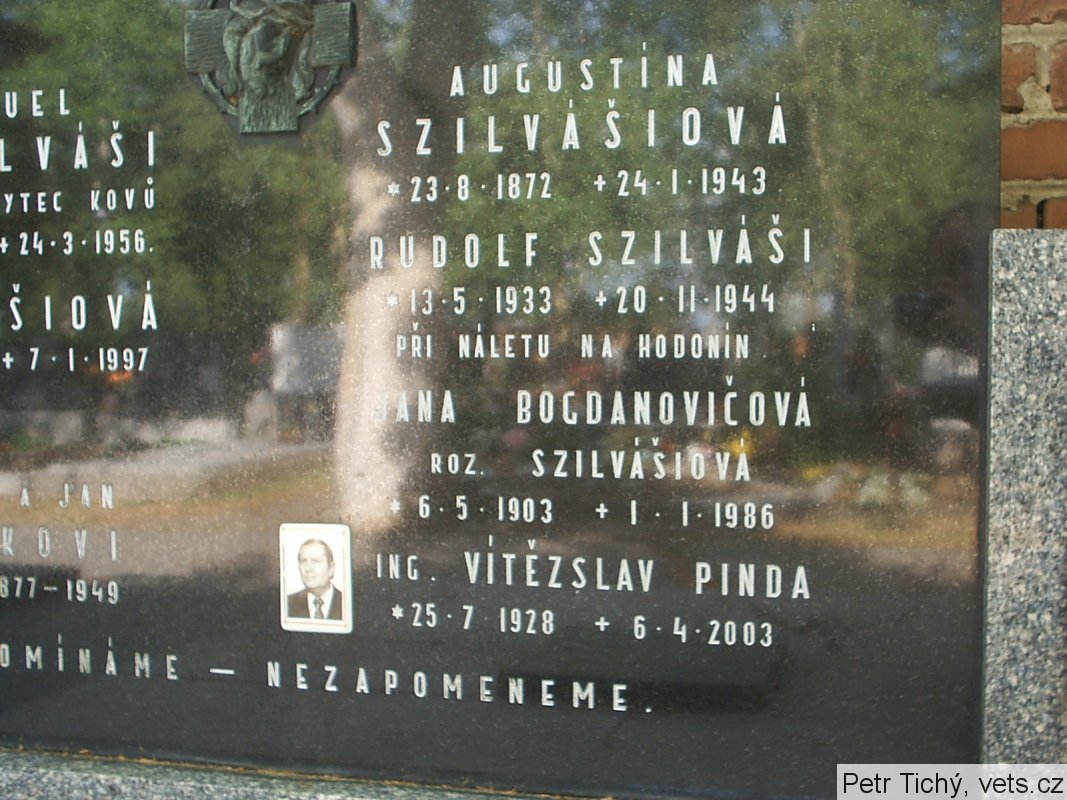 UEL
LVÁŠI
YTEC KOVŮ
+24·3·1956.
ŠIOVÁ
+7·1·1997
A JAN
KOVI
877–1949
AUGUSTÍNA
SZILVÁŠIOVÁ
*23·8·1872 +24·1·1943
RUDOLF SZILVÁŠI
*13·5·1933 +20·11·1944
PŘI NÁLETU NA HODONÍN.
JANA BOGDANOVIČOVÁ
ROZ. SZILVÁŠIOVÁ
*6·5·1903 +1·1·1986
ING. VÍTĚZSLAV PINDA
*25·7·1928 +6·4·2003
OMÍNÁME – NEZAPOMENEME.
Petr Tichý, vets.cz